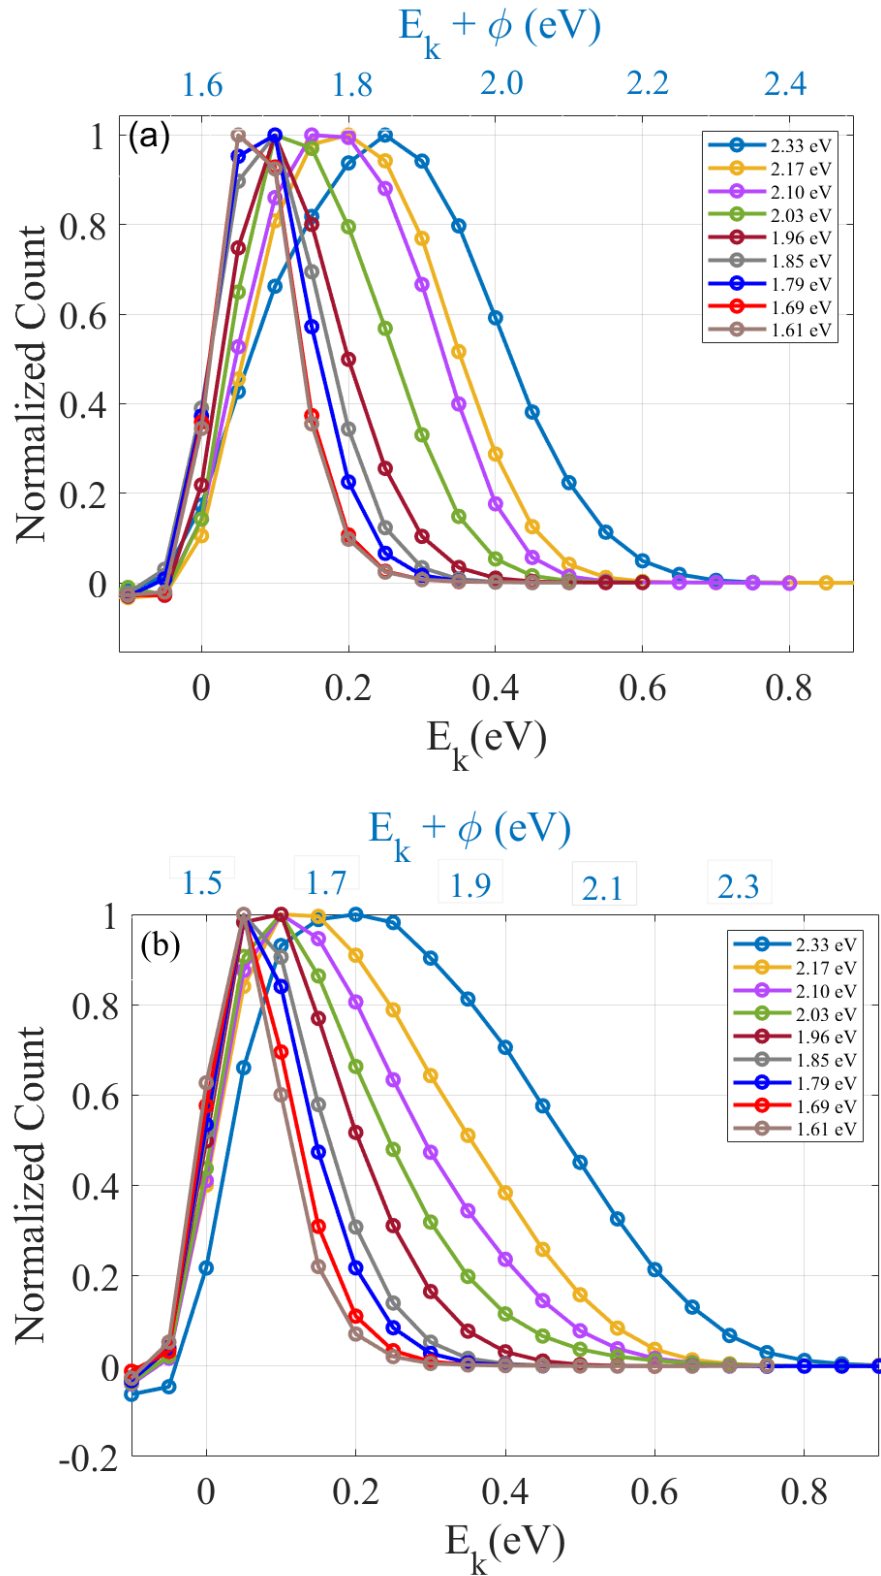 E_k + ϕ (eV)
1.6 1.8 2.0 2.2 2.4
(a)
1
0.8
0.6
0.4
0.2
0
Normalized Count
2.33 eV
2.17 eV
2.10 eV
2.03 eV
1.96 eV
1.85 eV
1.79 eV
1.69 eV
1.61 eV
0 0.2 0.4 0.6 0.8
E_k(eV)
E_k + ϕ (eV)
1.5 1.7 1.9 2.1 2.3
(b)
1
0.8
0.6
0.4
0.2
0
-0.2
Normalized Count
2.33 eV
2.17 eV
2.10 eV
2.03 eV
1.96 eV
1.85 eV
1.79 eV
1.69 eV
1.61 eV
0 0.2 0.4 0.6 0.8
E_k(eV)